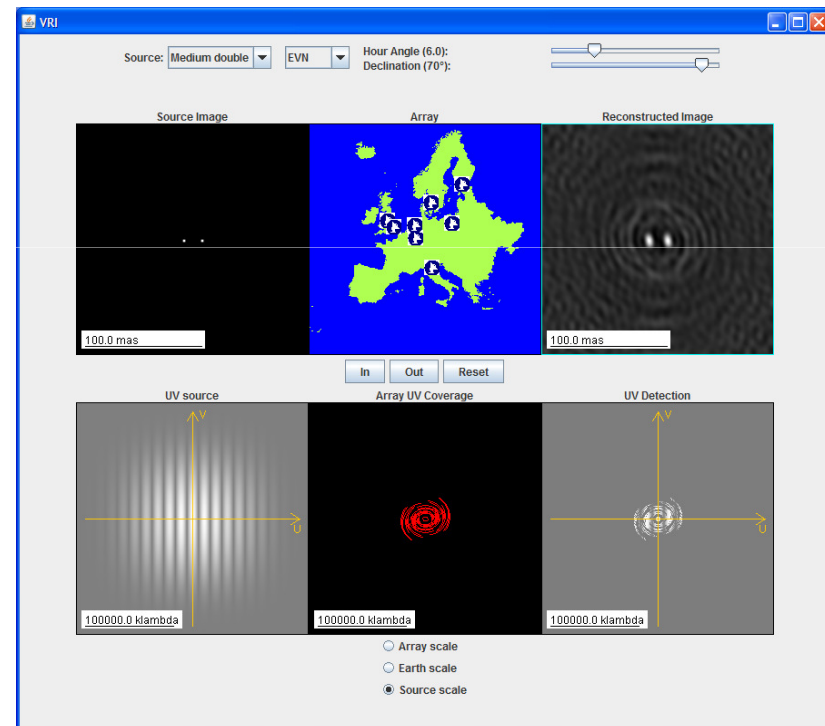 VRI
Source: Medium double EVN Hour Angle (6.0):
Declination (70°):
Source Image Array Reconstructed Image
100.0 mas 100.0 mas
In Out Reset
UV source Array UV Coverage UV Detection
V V
U U
100000.0 klambda 100000.0 klambda 100000.0 klambda
Array scale
Earth scale
Source scale